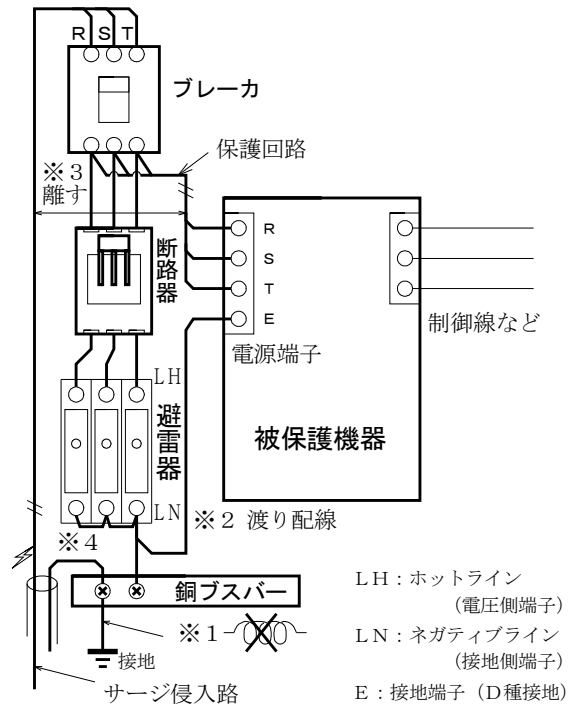 R S T
ブレーカ
保護回路
※３
離す
断路器
R
S
T
E
電源端子
制御線など
LH
避雷器
LN
被保護機器
※２ 渡り配線
※４
銅ブスバー
※１
接地
サージ侵入路
LH：ホットライン
（電圧側端子）
LN：ネガティブライン
（接地側端子）
E：接地端子（D種接地）